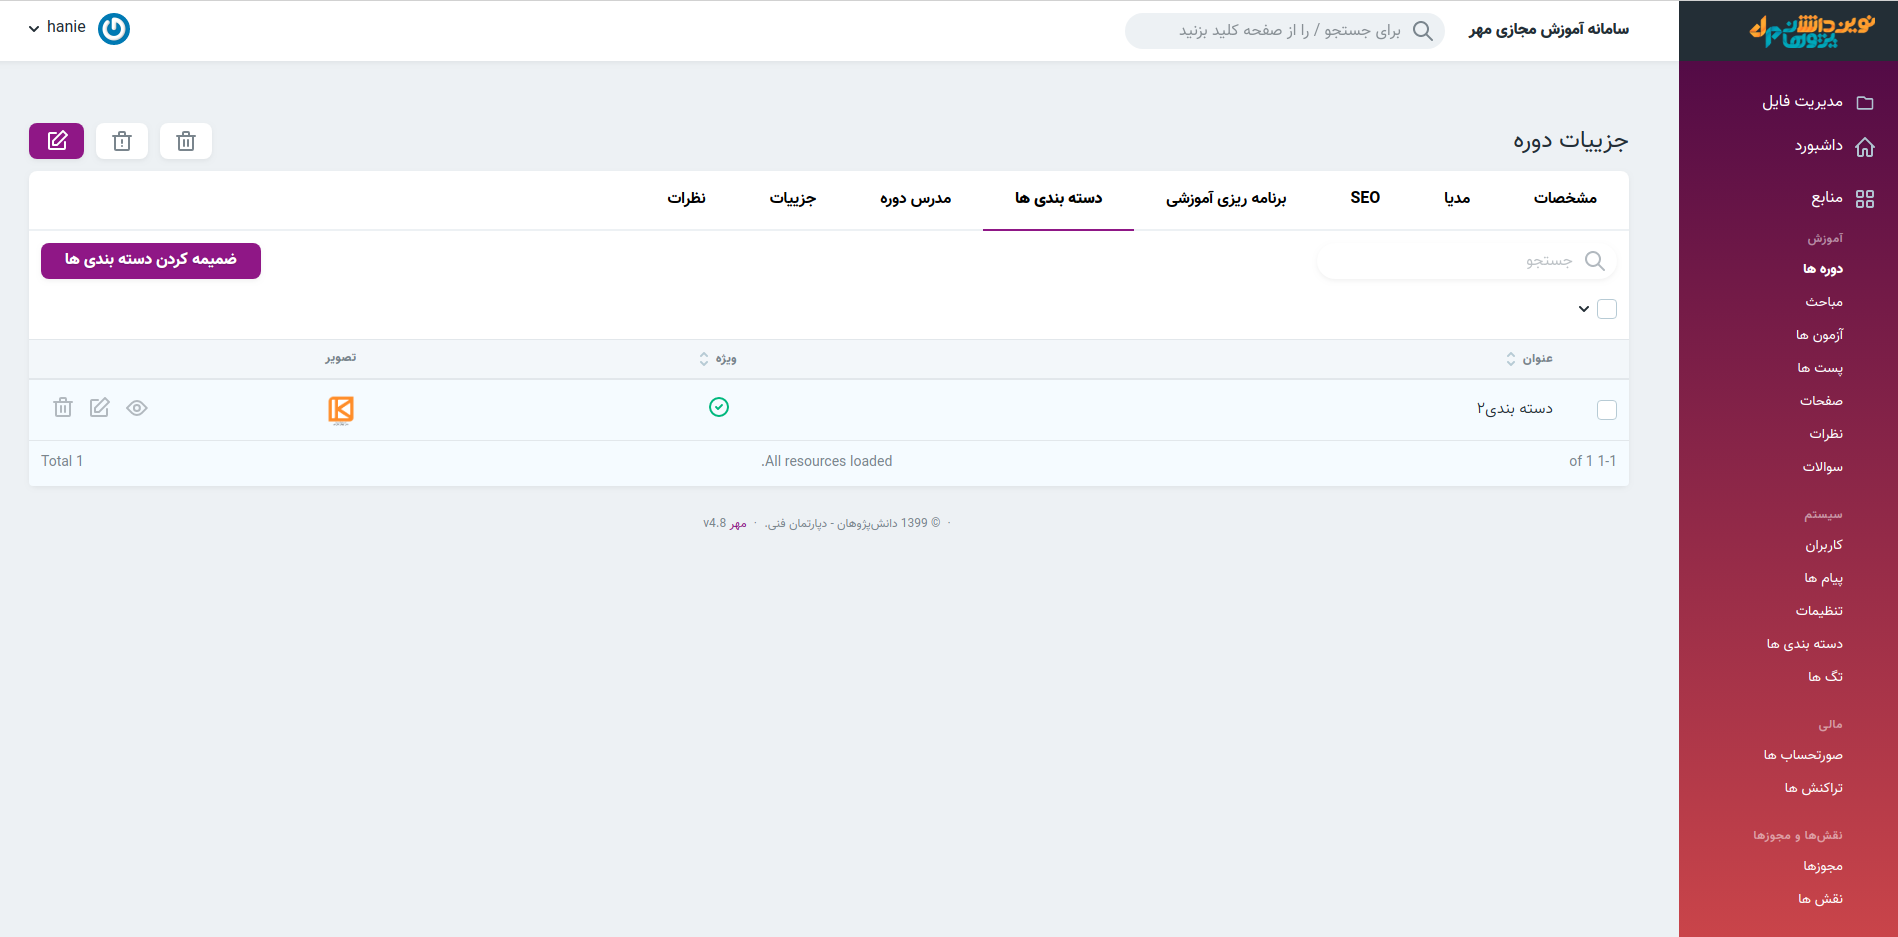 نوین دانش پژوهان
سامانه آموزش مجازی مهر
برای جستجو / را از صفحه کلید بزنید
hanie
مدیریت فایل
داشبورد
منابع
آموزش
دوره ها
مباحث
آزمون ها
پست ها
صفحات
نظرات
سوالات
سیستم
کاربران
پیام ها
تنظیمات
دسته بندی ها
تگ ها
مالی
صورتحساب ها
تراکنش ها
نقش‌ها و مجوزها
مجوزها
نقش ها
جزییات دوره
مشخصات
مدیا
SEO
برنامه ریزی آموزشی
دسته بندی ها
مدرس دوره
جزییات
نظرات
جستجو
ضمیمه کردن دسته بندی ها
عنوان
ویژه
تصویر
دسته بندی۲
of 1 1-1
.All resources loaded
Total 1
· © 1399 دانش‌پژوهان - دپارتمان فنی. · مهر v4.8